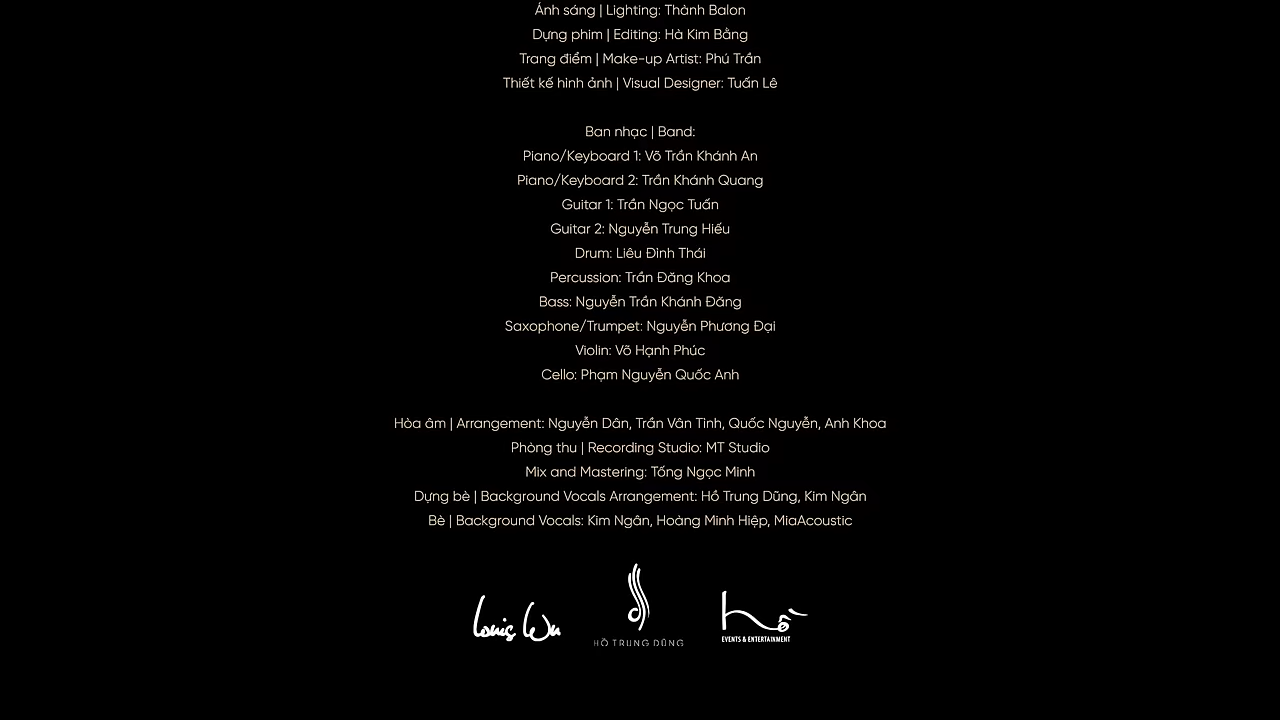 Ánh sáng | Lighting: Thành Balon
Dựng phim | Editing: Hà Kim Bằng
Trang điểm | Make-up Artist: Phú Trần
Thiết kế hình ảnh | Visual Designer: Tuấn Lê
Ban nhạc | Band:
Piano/Keyboard 1: Võ Trần Khánh An
Piano/Keyboard 2: Trần Khánh Quang
Guitar 1: Trần Ngọc Tuấn
Guitar 2: Nguyễn Trung Hiếu
Drum: Liêu Đình Thái
Percussion: Trần Đăng Khoa
Bass: Nguyễn Trần Khánh Đăng
Saxophone/Trumpet: Nguyễn Phương Đại
Violin: Võ Hạnh Phúc
Cello: Phạm Nguyễn Quốc Anh
Hòa âm | Arrangement: Nguyễn Dân, Trần Vân Tình, Quốc Nguyễn, Anh Khoa
Phòng thu | Recording Studio: MT Studio
Mix and Mastering: Tống Ngọc Minh
Dựng bè | Background Vocals Arrangement: Hồ Trung Dũng, Kim Ngân
Bè | Background Vocals: Kim Ngân, Hoàng Minh Hiệp, MiaAcoustic
Louis Wu
HỒ TRUNG DŨNG
hồ
EVENTS & ENTERTAINMENT